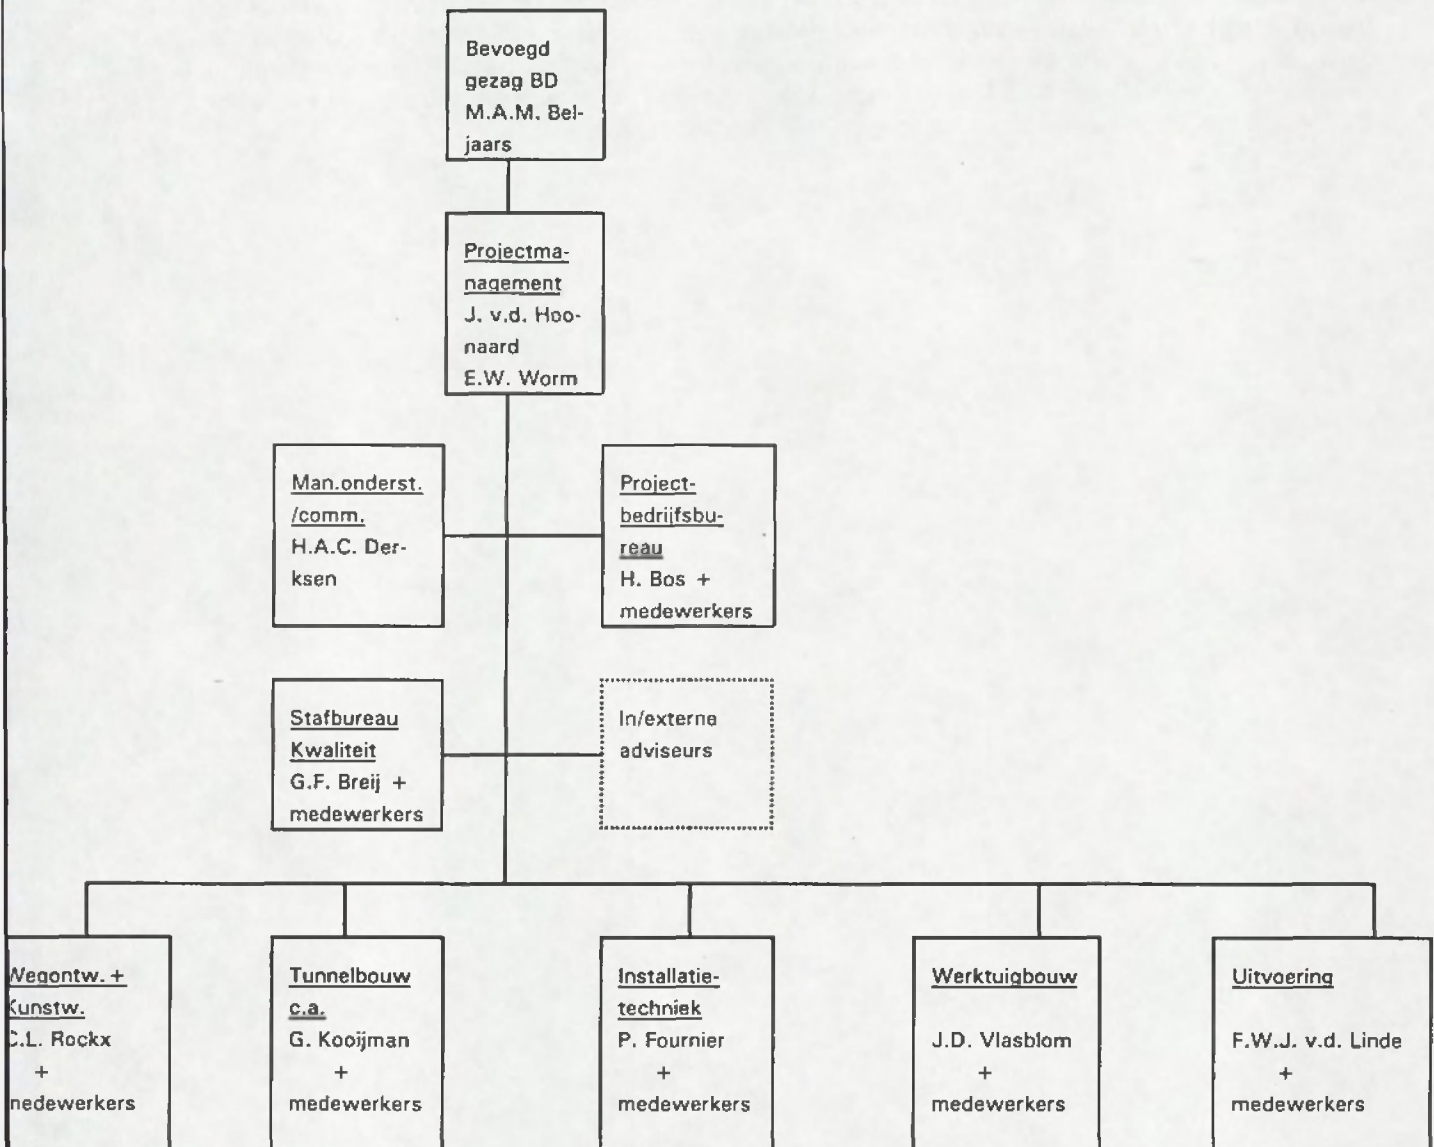 Bevoegd
gezag BD
M.A.M. Bel-
jaars
Projectma-
nagement
J. v.d. Hoo-
naard
E.W. Worm
Man.onderst.
/comm.
H.A.C. Der-
ksen
Project-
bedrijfsbu-
reau
H. Bos +
medewerkers
Stafbureau
Kwaliteit
G.F. Breij +
medewerkers
In/externe
adviseurs
Wegontw. +
Kunstw.
C.L. Rockx
+
medewerkers
Tunnelbouw
c.a.
G. Kooijman
+
medewerkers
Installatie-
techniek
P. Fournier
+
medewerkers
Werktuigbouw
J.D. Vlasblom
+
medewerkers
Uitvoering
F.W.J. v.d. Linde
+
medewerkers